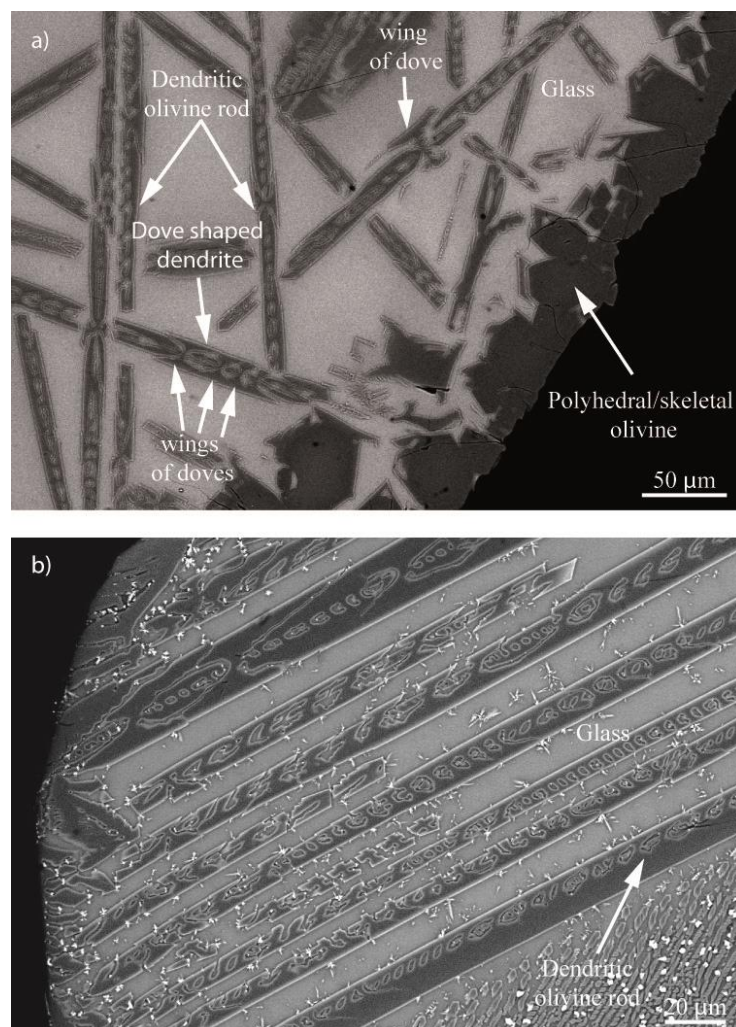 a)
wing
of dove
Dendritic
olivine rod
Glass
Dove shaped
dendrite
Polyhedral/skeletal
olivine
wings
of doves
50 µm
b)
Glass
Dendritic
olivine rod
20 µm